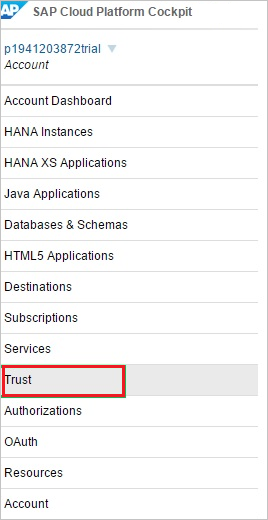 SAP SAP Cloud Platform Cockpit
p1941203872trial
Account
Account Dashboard
HANA Instances
HANA XS Applications
Java Applications
Databases & Schemas
HTML5 Applications
Destinations
Subscriptions
Services
Trust
Authorizations
OAuth
Resources
Account